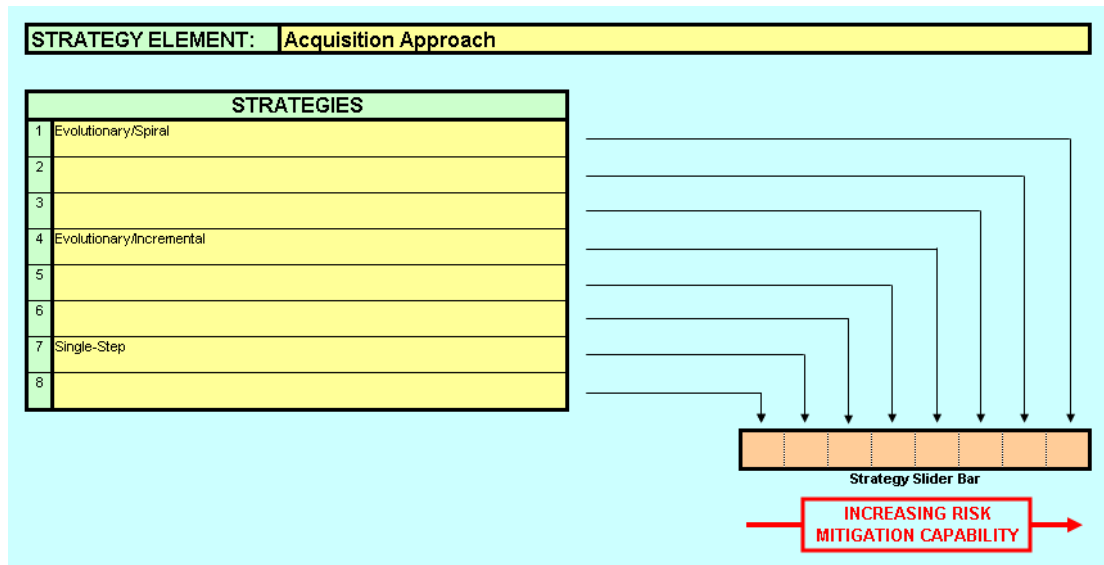 STRATEGY ELEMENT: Acquisition Approach
STRATEGIES
1 Evolutionary/Spiral
2
3
4 Evolutionary/Incremental
5
6
7 Single-Step
8
Strategy Slider Bar
INCREASING RISK
MITIGATION CAPABILITY